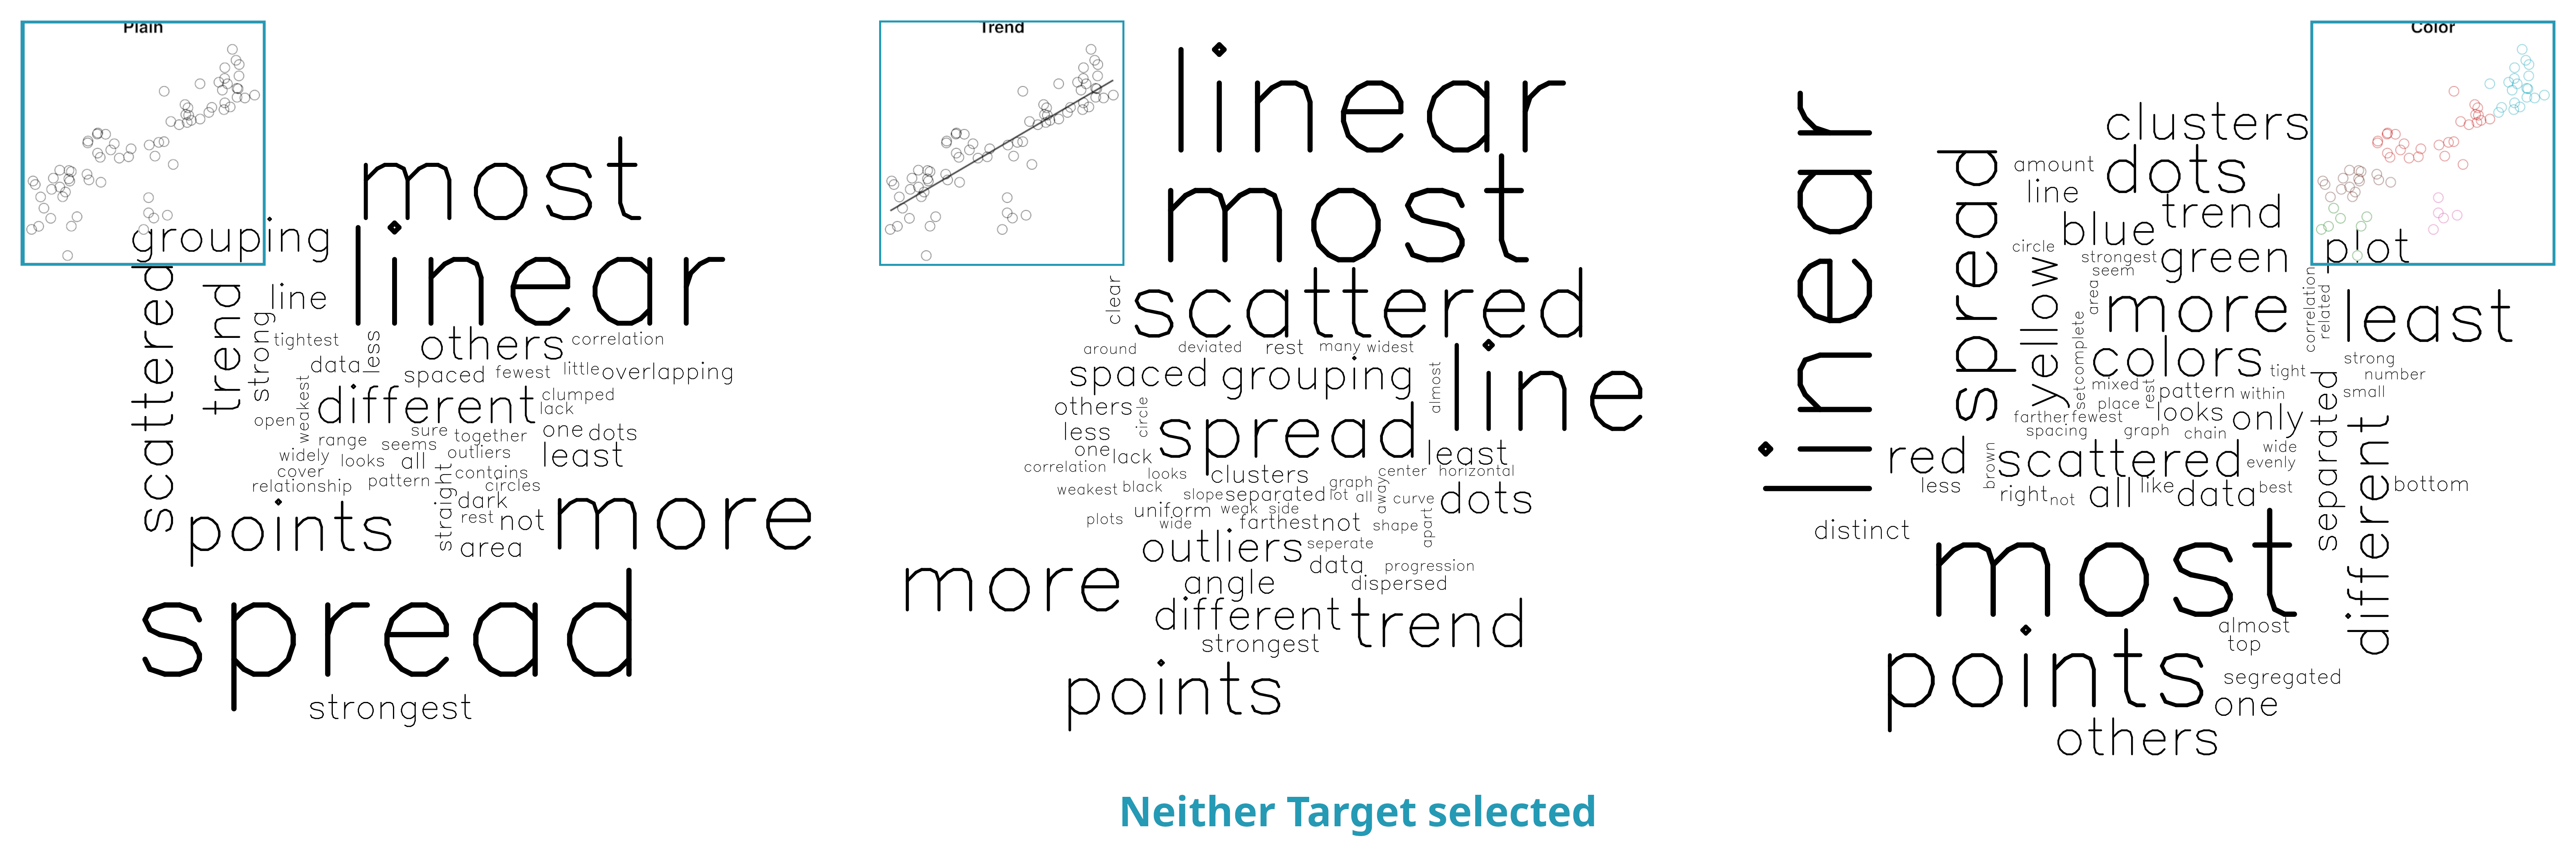 Plain
most
grouping
linear
scattered
trend
line
strong
tightest
less
others
correlation
data
spaced
fewest
little
overlapping
weakest
different
clumped
lack
open
sure
together
one
dots
range
seems
outliers
widely
looks
all
least
cover
pattern
contains
relationship
circles
straight
dark
points
rest
not
more
area
spread
strongest
Trend
linear
most
clear
scattered
around
deviated
rest
many
widest
line
spaced
grouping
almost
others
circle
less
spread
one
lack
least
correlation
looks
clusters
center
horizontal
weakest
black
slope
separated
graph
lot
all
away
curve
dots
uniform
weak
side
plots
wide
farthest
not
shape
apart
outliers
seperate
data
progression
more
angle
dispersed
different
trend
strongest
points
Color
linear
clusters
spread
amount
dots
line
trend
blue
circle
strongest
green
plot
seem
yellow
area
more
correlation
related
least
complete
set
colors
strong
tight
number
mixed
rest
pattern
within
small
place
farther
fewest
looks
only
spacing
graph
chain
separated
different
red
brown
scattered
wide
evenly
less
right
not
all
like
data
best
bottom
distinct
most
almost
top
points
segregated
one
others
Neither Target selected